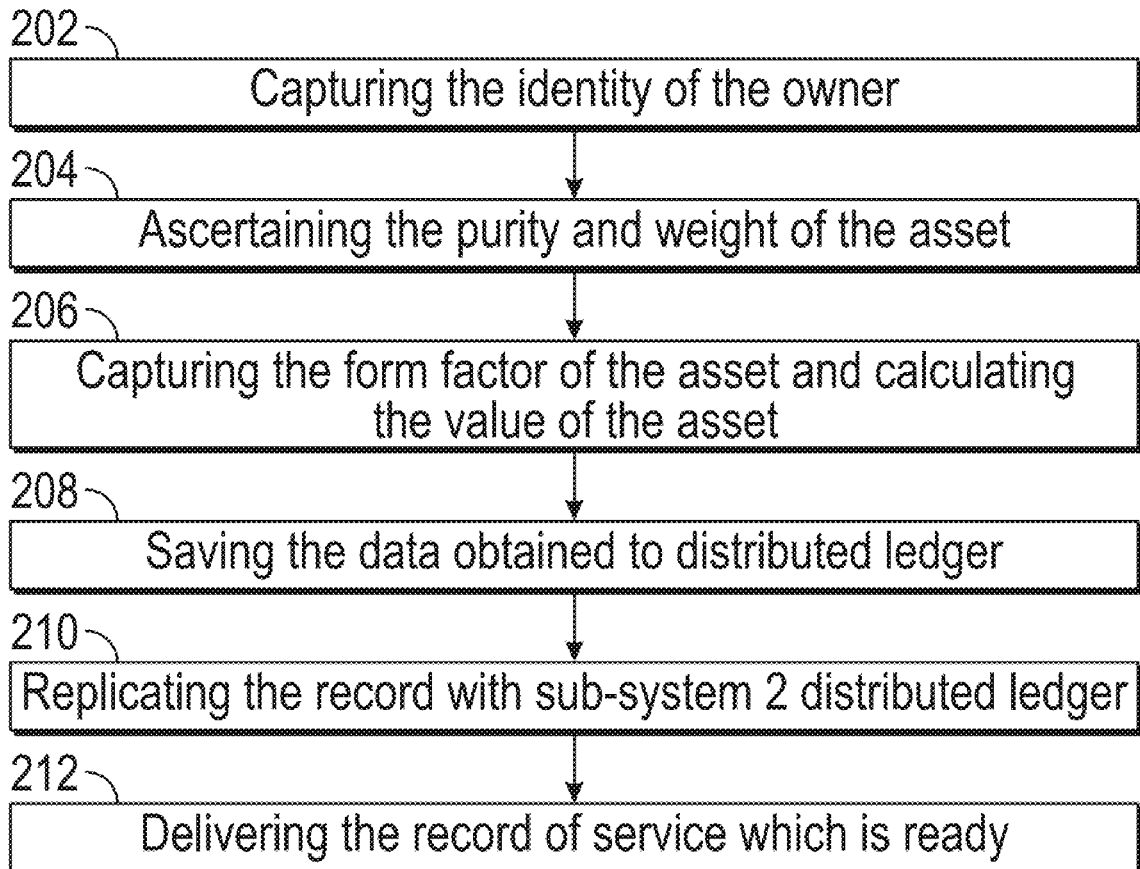 202
Capturing the identity of the owner
204
Ascertaining the purity and weight of the asset
206
Capturing the form factor of the asset and calculating
the value of the asset
208
Saving the data obtained to distributed ledger
210
Replicating the record with sub-system 2 distributed ledger
212
Delivering the record of service which is ready